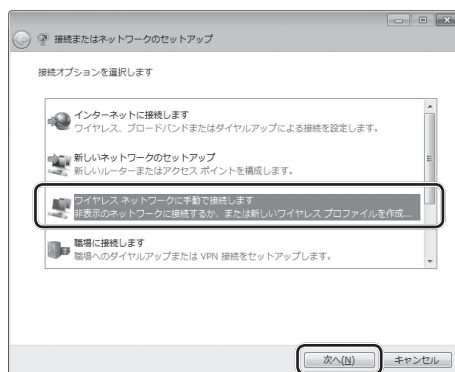 接続またはネットワークのセットアップ
接続オプションを選択します
インターネットに接続します
ワイヤレス、ブロードバンドまたはダイヤルアップによる接続を設定します。
新しいネットワークのセットアップ
新しいルーターまたはアクセス ポイントを構成します。
ワイヤレス ネットワークに手動で接続します
非表示のネットワークに接続するか、または新しいワイヤレス プロファイルを作成...
職場に接続します
職場へのダイヤルアップまたは VPN 接続をセットアップします。
次へ(N)
キャンセル